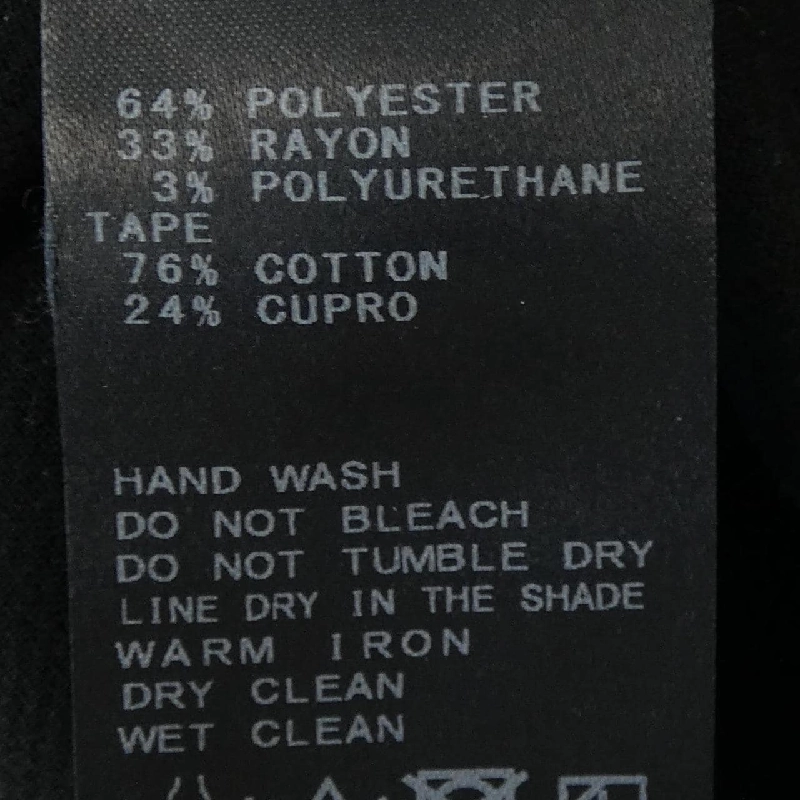 64% POLYESTER
33% RAYON
3% POLYURETHANE
TAPE
76% COTTON
24% CUPRO
HAND WASH
DO NOT BLEACH
DO NOT TUMBLE DRY
LINE DRY IN THE SHADE
WARM IRON
DRY CLEAN
WET CLEAN